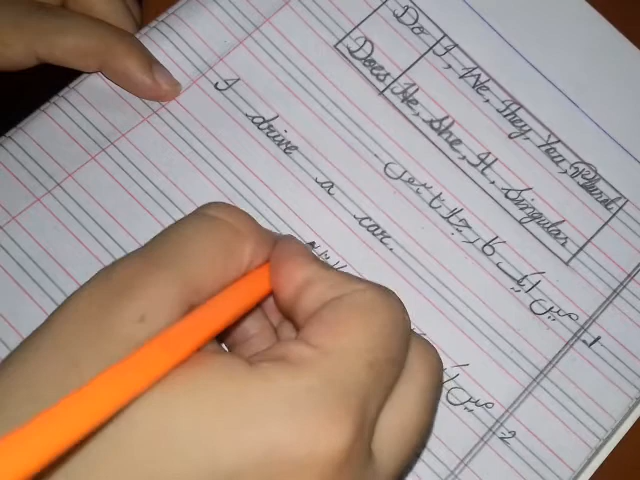 Do I, We, They, You, Plural
Does He, She, It, Singular
1- میں ایک کار چلاتا ہوں۔
I drive a car.
2- میں